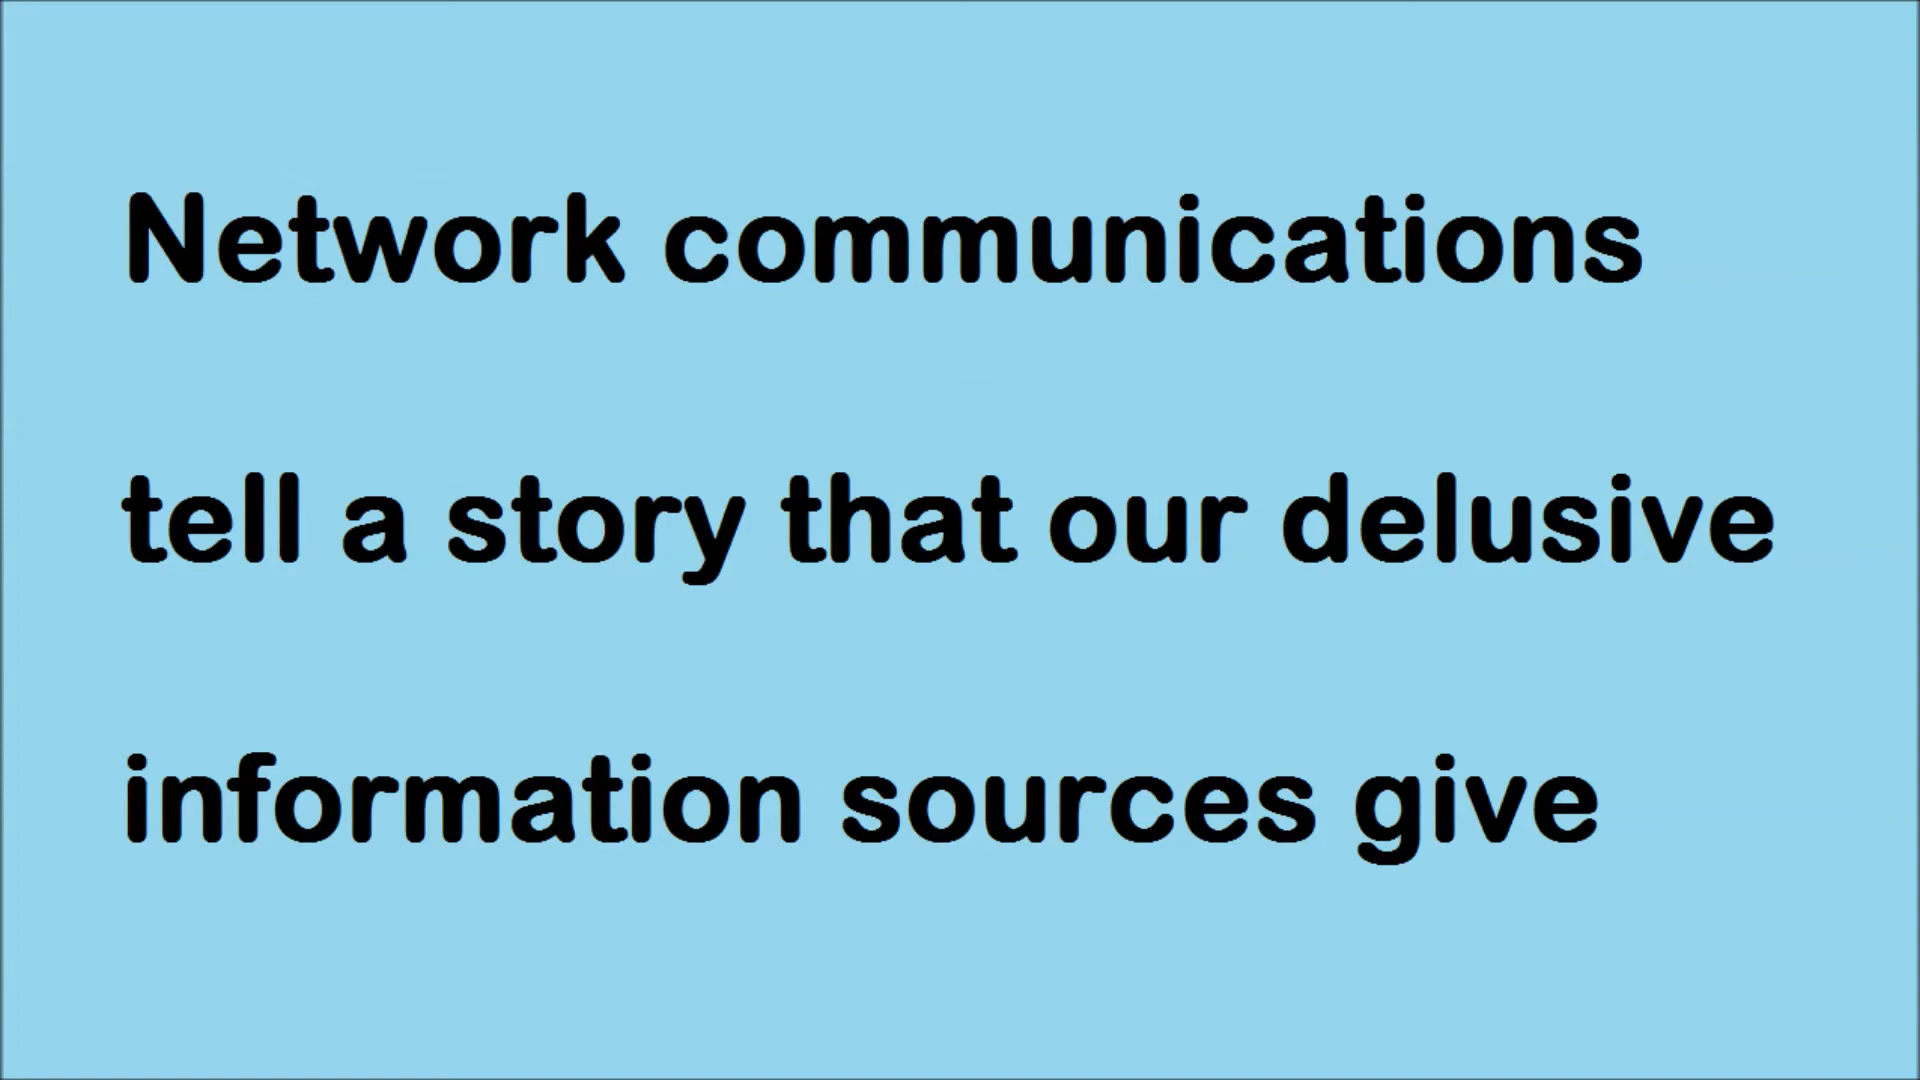 Network communications
tell a story that our delusive
information sources give